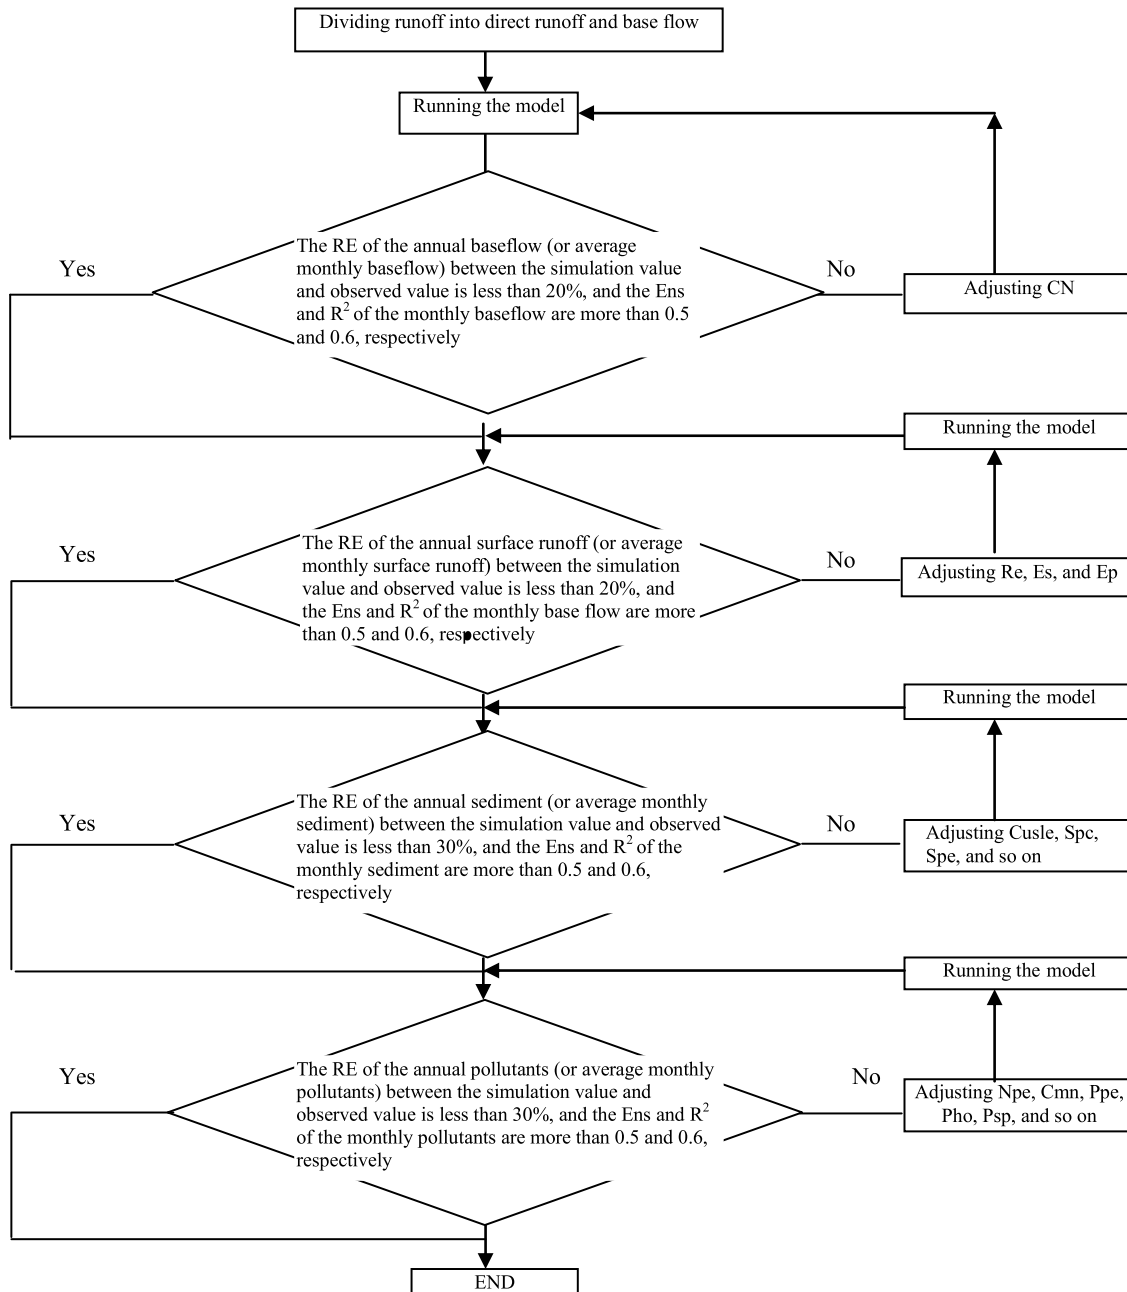 Dividing runoff into direct runoff and base flow
Running the model
The RE of the annual baseflow (or average
monthly baseflow) between the simulation value
and observed value is less than 20%, and the Ens
and R² of the monthly baseflow are more than 0.5
and 0.6, respectively
Yes
No
Adjusting CN
Running the model
The RE of the annual surface runoff (or average
monthly surface runoff) between the simulation
value and observed value is less than 20%, and
the Ens and R² of the monthly base flow are more
than 0.5 and 0.6, respectively
Yes
No
Adjusting Re, Es, and Ep
Running the model
The RE of the annual sediment (or average monthly
sediment) between the simulation value and observed
value is less than 30%, and the Ens and R² of the
monthly sediment are more than 0.5 and 0.6,
respectively
Yes
No
Adjusting Cusle, Spc,
Spe, and so on
Running the model
The RE of the annual pollutants (or average monthly
pollutants) between the simulation value and
observed value is less than 30%, and the Ens and R²
of the monthly pollutants are more than 0.5 and 0.6,
respectively
Yes
No
Adjusting Npe, Cmn, Ppe,
Pho, Psp, and so on
END